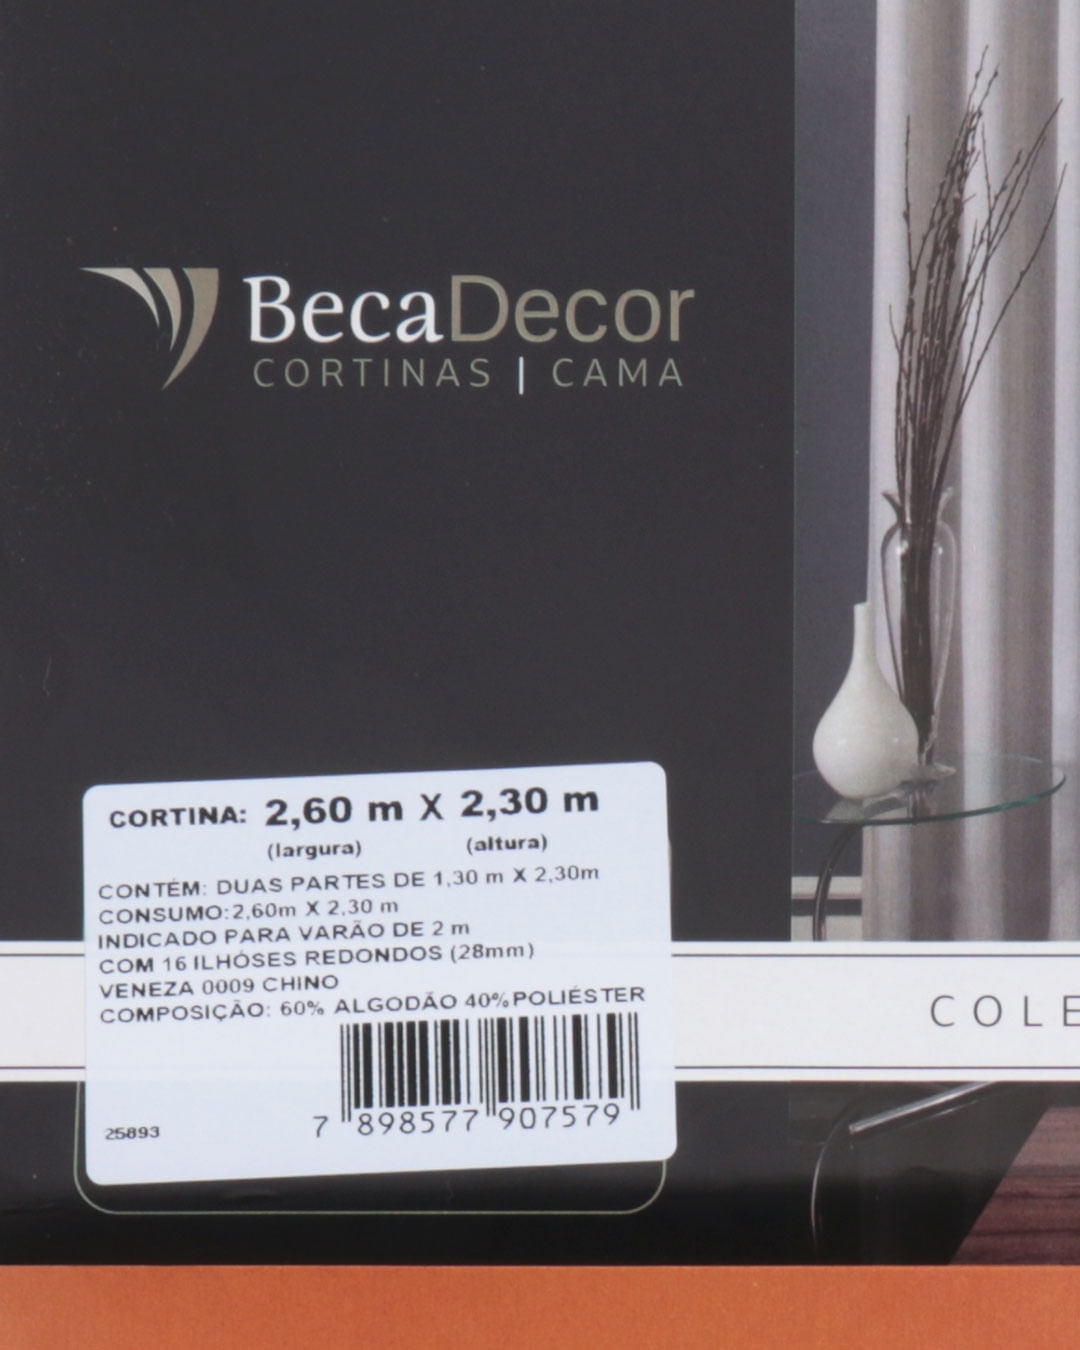 BecaDecor
CORTINAS | CAMA
CORTINA: 2,60 m X 2,30 m
(largura) (altura)
CONTÉM: DUAS PARTES DE 1,30 m X 2,30m
CONSUMO:2,60m X 2,30 m
INDICADO PARA VARÃO DE 2 m
COM 16 ILHÓSES REDONDOS (28mm)
VENEZA 0009 CHINO
COMPOSIÇÃO: 60% ALGODÃO 40%POLIÉSTER
25893
7 898577 907579
COLE